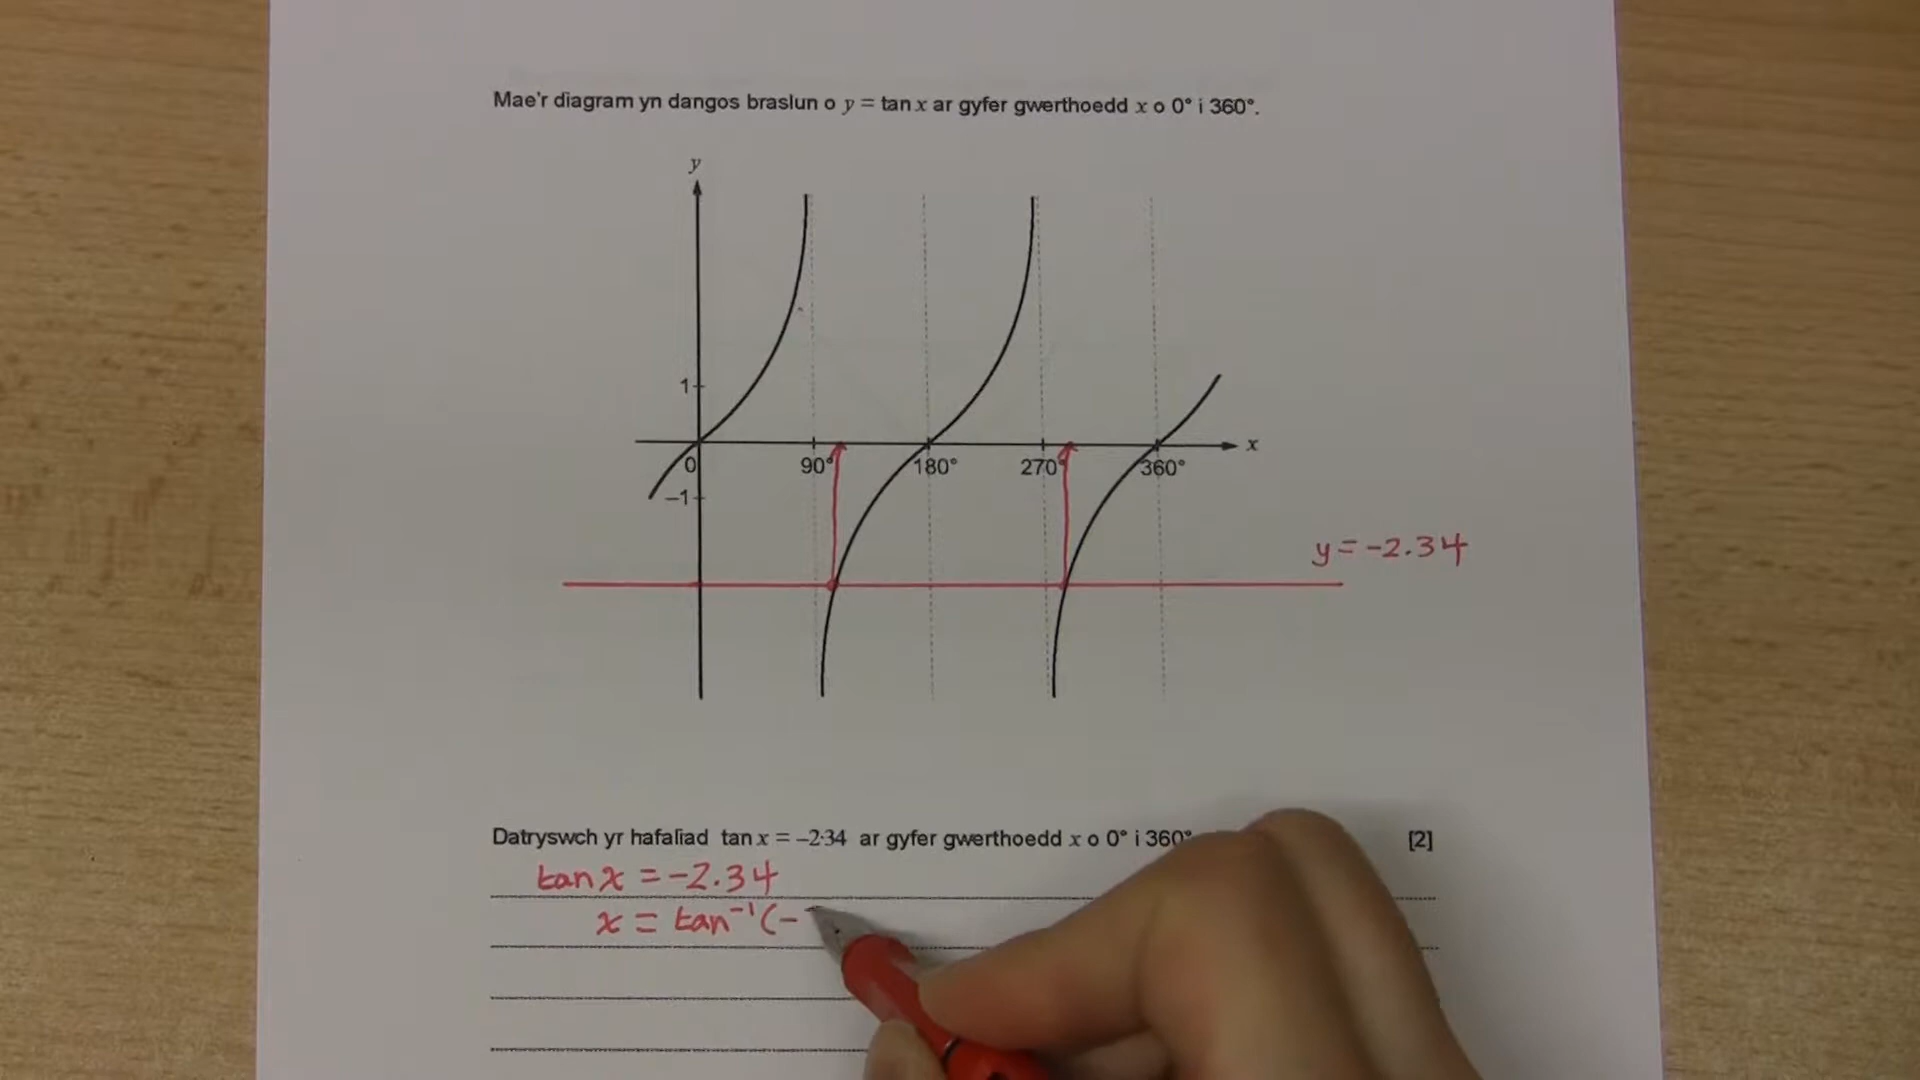 Mae'r diagram yn dangos braslun o y = tan x ar gyfer gwerthoedd x o 0° i 360°.
y
1
0 90° 180° 270° 360° x
–1
y = -2.34
Datryswch yr hafaliad tan x = –2·34 ar gyfer gwerthoedd x o 0° i 360° [2]
tan x = -2.34
x = tan⁻¹(-